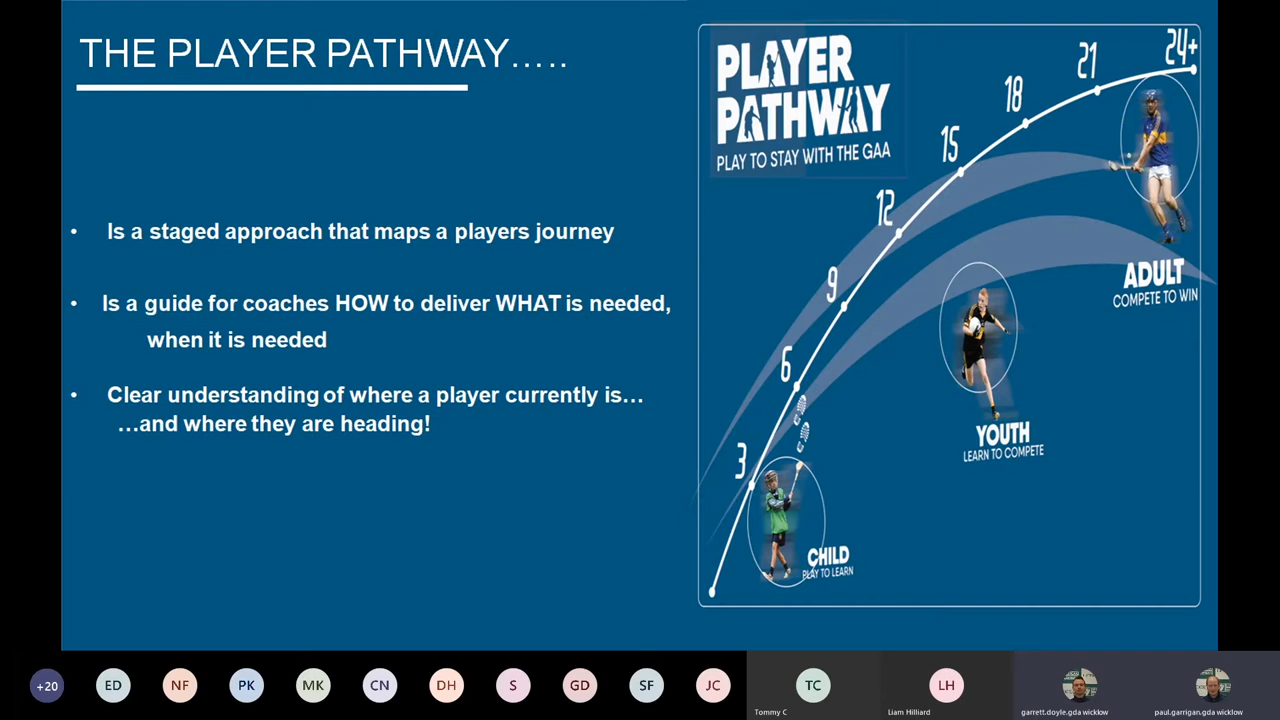 THE PLAYER PATHWAY…..
• Is a staged approach that maps a players journey
• Is a guide for coaches HOW to deliver WHAT is needed,
when it is needed
• Clear understanding of where a player currently is…
…and where they are heading!
PLAYER
PATHWAY
PLAY TO STAY WITH THE GAA
24+
21
18
15
12
9
6
3
ADULT
COMPETE TO WIN
YOUTH
LEARN TO COMPETE
CHILD
PLAY TO LEARN
+20 ED NF PK MK CN DH S GD SF JC TC LH
Tommy C Liam Hilliard garrett.doyle.gda wicklow paul.garrigan.gda wicklow